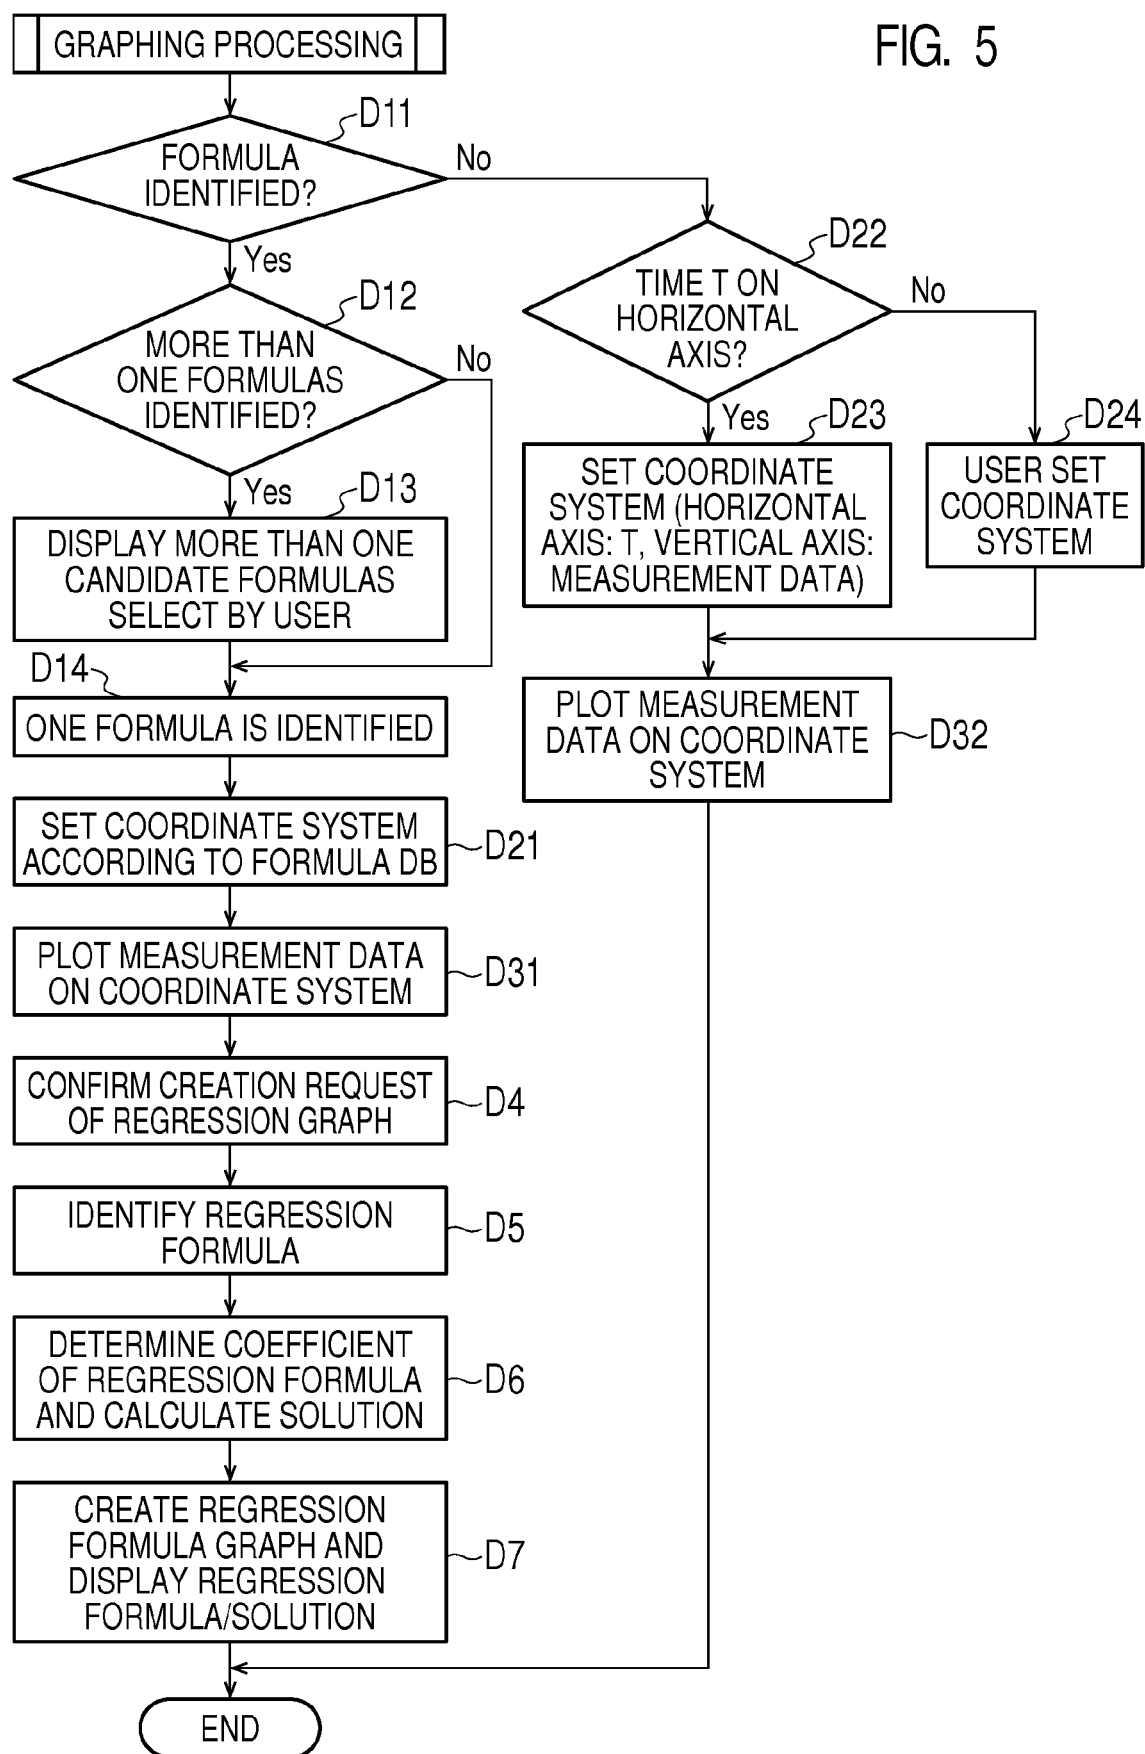 GRAPHING PROCESSING
FIG. 5
D11
FORMULA
IDENTIFIED?
No
Yes
D12
MORE THAN
ONE FORMULAS
IDENTIFIED?
No
Yes
D13
DISPLAY MORE THAN ONE
CANDIDATE FORMULAS
SELECT BY USER
D14
ONE FORMULA IS IDENTIFIED
SET COORDINATE SYSTEM
ACCORDING TO FORMULA DB
D21
PLOT MEASUREMENT DATA
ON COORDINATE SYSTEM
D31
CONFIRM CREATION REQUEST
OF REGRESSION GRAPH
D4
IDENTIFY REGRESSION
FORMULA
D5
DETERMINE COEFFICIENT
OF REGRESSION FORMULA
AND CALCULATE SOLUTION
D6
CREATE REGRESSION
FORMULA GRAPH AND
DISPLAY REGRESSION
FORMULA/SOLUTION
D7
END
D22
TIME T ON
HORIZONTAL
AXIS?
No
Yes
D23
SET COORDINATE
SYSTEM (HORIZONTAL
AXIS: T, VERTICAL AXIS:
MEASUREMENT DATA)
D24
USER SET
COORDINATE
SYSTEM
PLOT MEASUREMENT
DATA ON COORDINATE
SYSTEM
D32